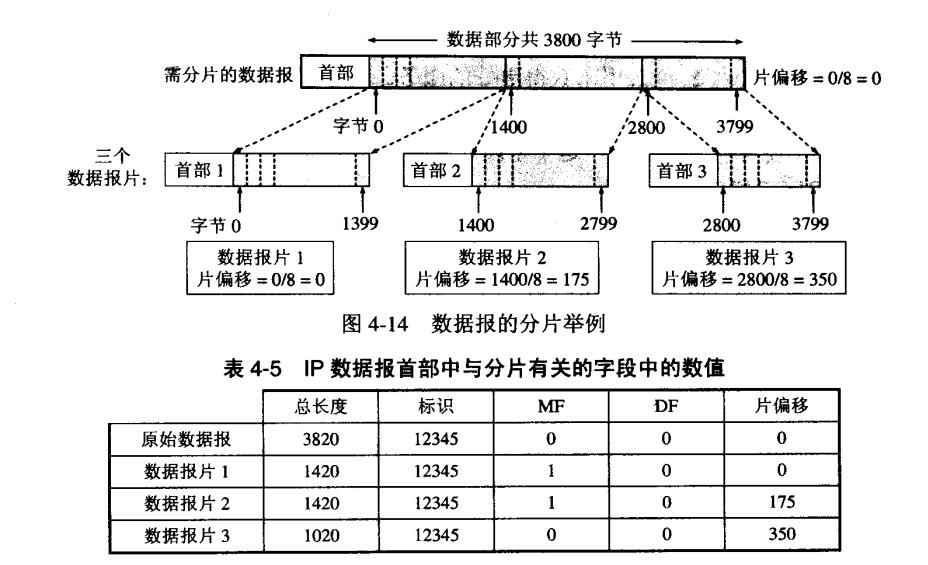 数据部分共 3800 字节
需分片的数据报 首部 片偏移 = 0/8 = 0
字节 0 1400 2800 3799
三个
数据报片： 首部 1 首部 2 首部 3
字节 0 1399 1400 2799 2800 3799
数据报片 1 数据报片 2 数据报片 3
片偏移 = 0/8 = 0 片偏移 = 1400/8 = 175 片偏移 = 2800/8 = 350
图 4-14 数据报的分片举例
表 4-5 IP 数据报首部中与分片有关的字段中的数值
总长度 标识 MF DF 片偏移
原始数据报 3820 12345 0 0 0
数据报片 1 1420 12345 1 0 0
数据报片 2 1420 12345 1 0 175
数据报片 3 1020 12345 0 0 350